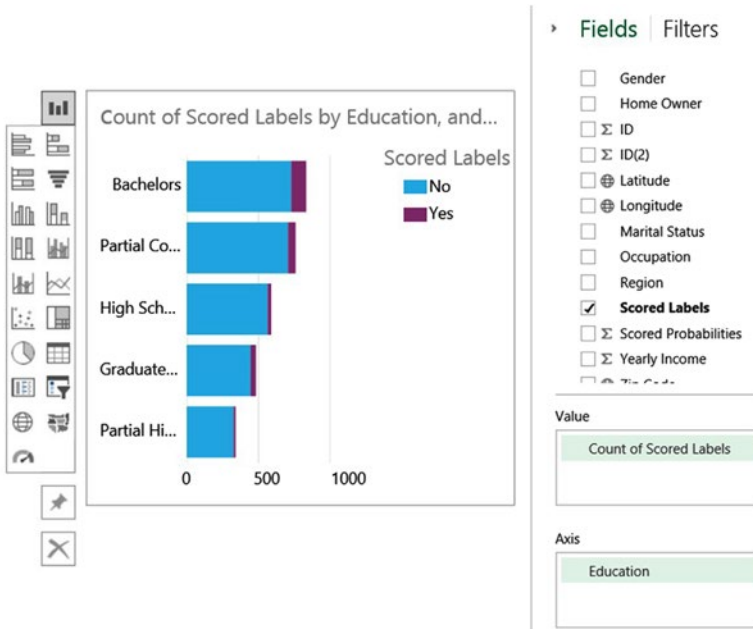 Count of Scored Labels by Education, and...
Scored Labels
No
Yes
Bachelors
Partial Co...
High Sch...
Graduate...
Partial Hi...
0 500 1000
Fields Filters
Gender
Home Owner
Σ ID
Σ ID(2)
Latitude
Longitude
Marital Status
Occupation
Region
Scored Labels
Σ Scored Probabilities
Σ Yearly Income
Zip Code
Value
Count of Scored Labels
Axis
Education